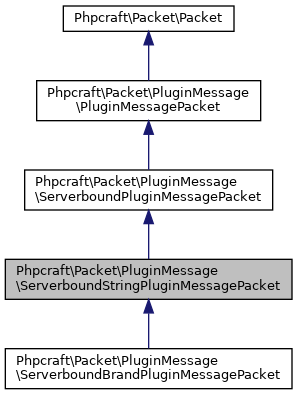 Phpcraft\Packet\Packet
Phpcraft\Packet\PluginMessage
\PluginMessagePacket
Phpcraft\Packet\PluginMessage
\ServerboundPluginMessagePacket
Phpcraft\Packet\PluginMessage
\ServerboundStringPluginMessagePacket
Phpcraft\Packet\PluginMessage
\ServerboundBrandPluginMessagePacket